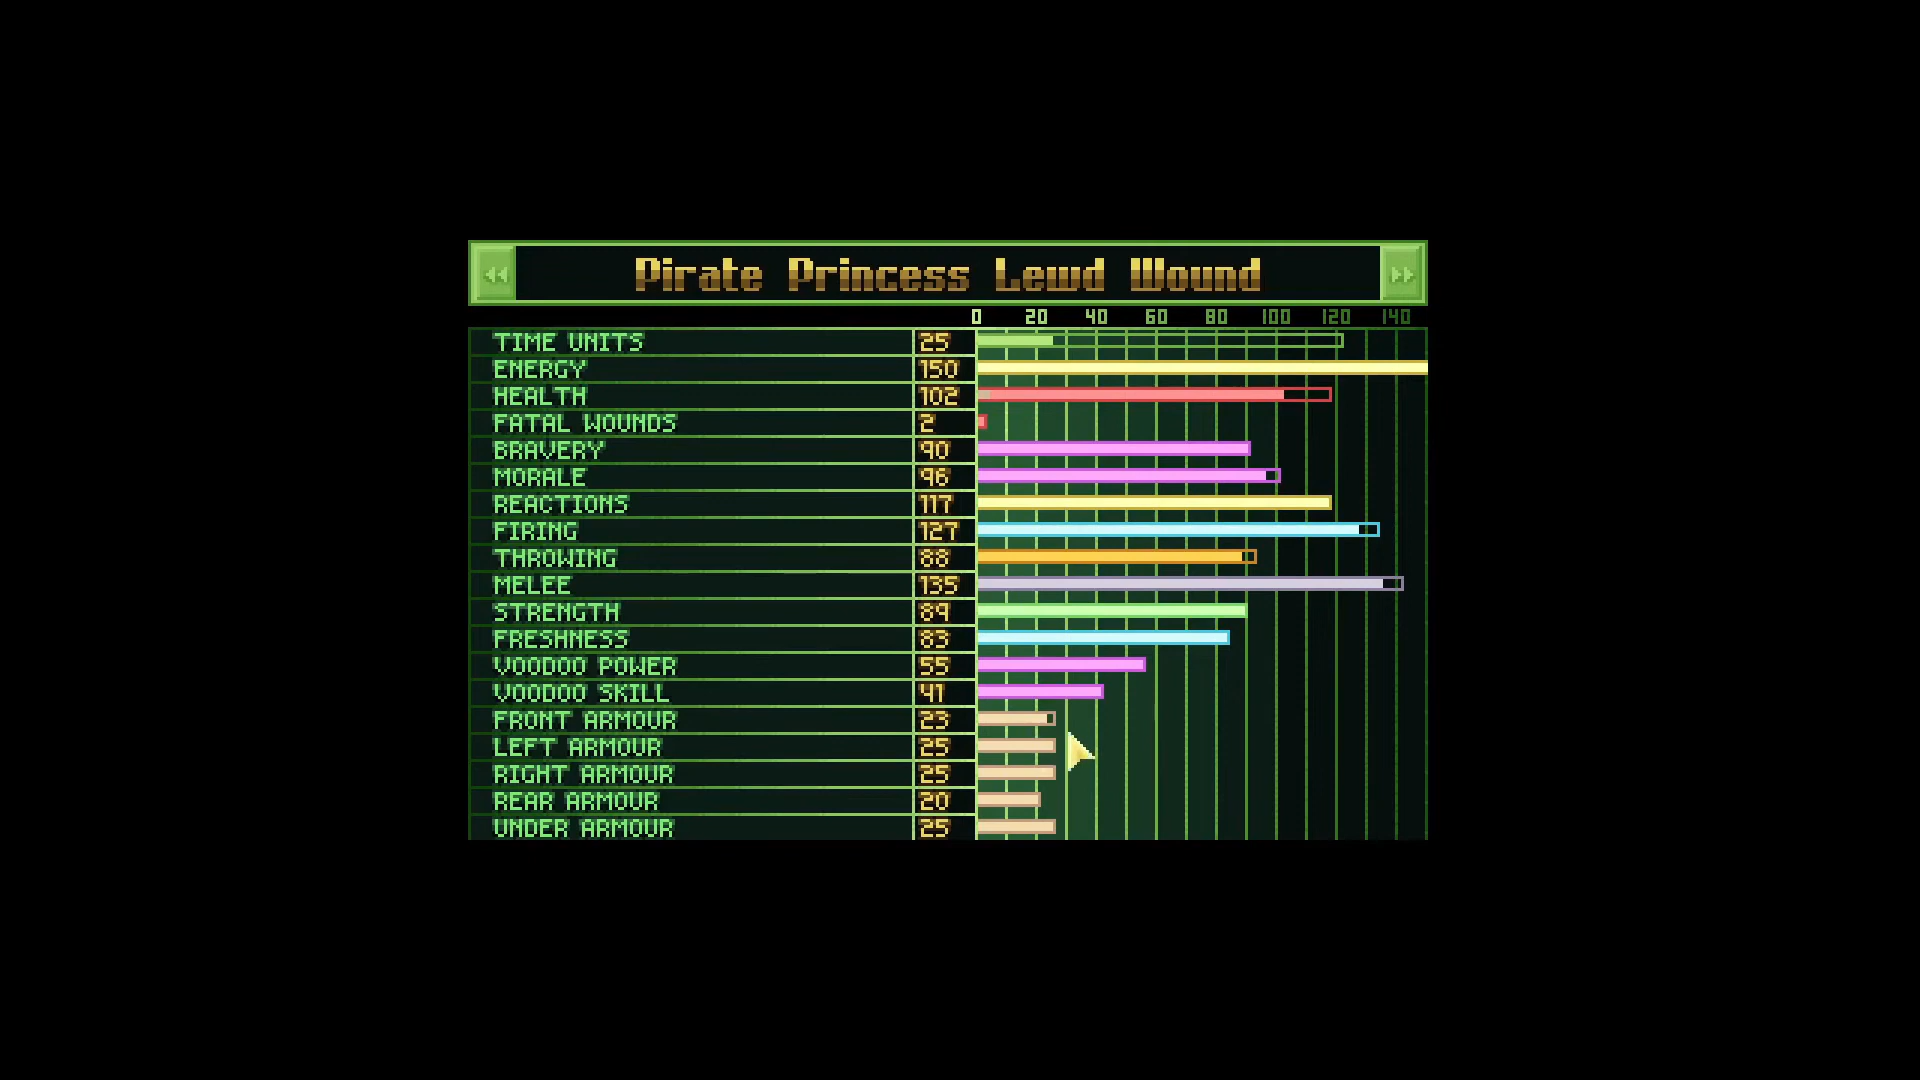 Pirate Princess Lewd Wound
0 20 40 60 80 100 120 140
TIME UNITS 25
ENERGY 150
HEALTH 102
FATAL WOUNDS 2
BRAVERY 90
MORALE 96
REACTIONS 117
FIRING 127
THROWING 88
MELEE 135
STRENGTH 89
FRESHNESS 83
VOODOO POWER 55
VOODOO SKILL 41
FRONT ARMOUR 23
LEFT ARMOUR 25
RIGHT ARMOUR 25
REAR ARMOUR 20
UNDER ARMOUR 25